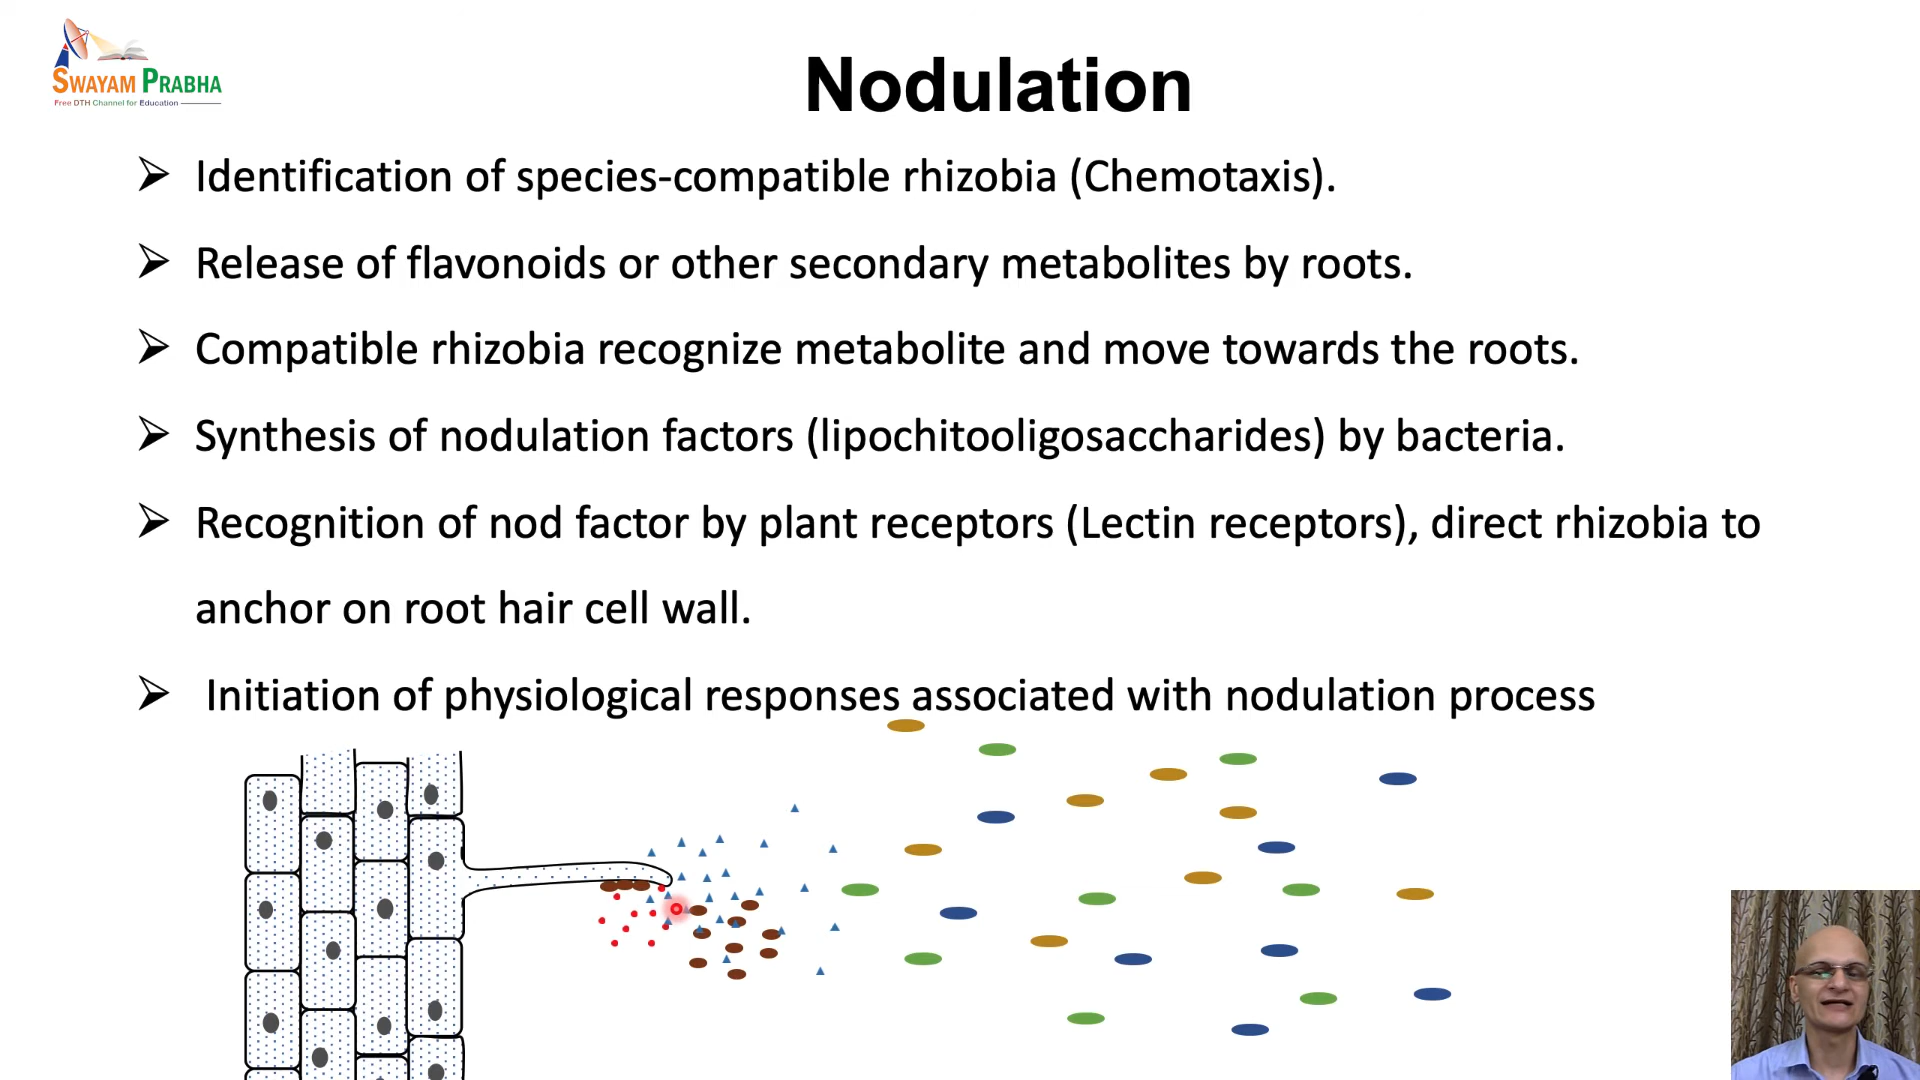 SWAYAM PRABHA
Free DTH Channel for Education
Nodulation
➢ Identification of species-compatible rhizobia (Chemotaxis).
➢ Release of flavonoids or other secondary metabolites by roots.
➢ Compatible rhizobia recognize metabolite and move towards the roots.
➢ Synthesis of nodulation factors (lipochitooligosaccharides) by bacteria.
➢ Recognition of nod factor by plant receptors (Lectin receptors), direct rhizobia to
anchor on root hair cell wall.
➢ Initiation of physiological responses associated with nodulation process